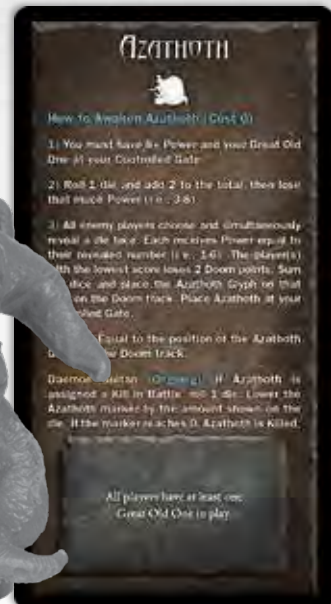 Azathoth
How to Awaken Azathoth (Cost 0)
1) You must have 8+ Power and your Great Old
One at your Controlled Gate.
2) Roll 1 die and add 2 to the total, then lose
that much Power (i.e., 3-8).
3) All enemy players choose and simultaneously
reveal a die face. Each receives Power equal to
their revealed number (i.e., 1-6). The player(s)
with the lowest score loses 2 Doom points. Sum
dice and place the Azathoth Glyph on that
on the Doom track. Place Azathoth at your
Gate.
Equal to the position of the Azathoth
Doom track.
Daemon Sultan (Ongoing): If Azathoth is
assigned a Kill in Battle, roll 1 die. Lower the
Azathoth marker by the amount shown on the
die. If the marker reaches 0, Azathoth is Killed.
All players have at least one
Great Old One in play.